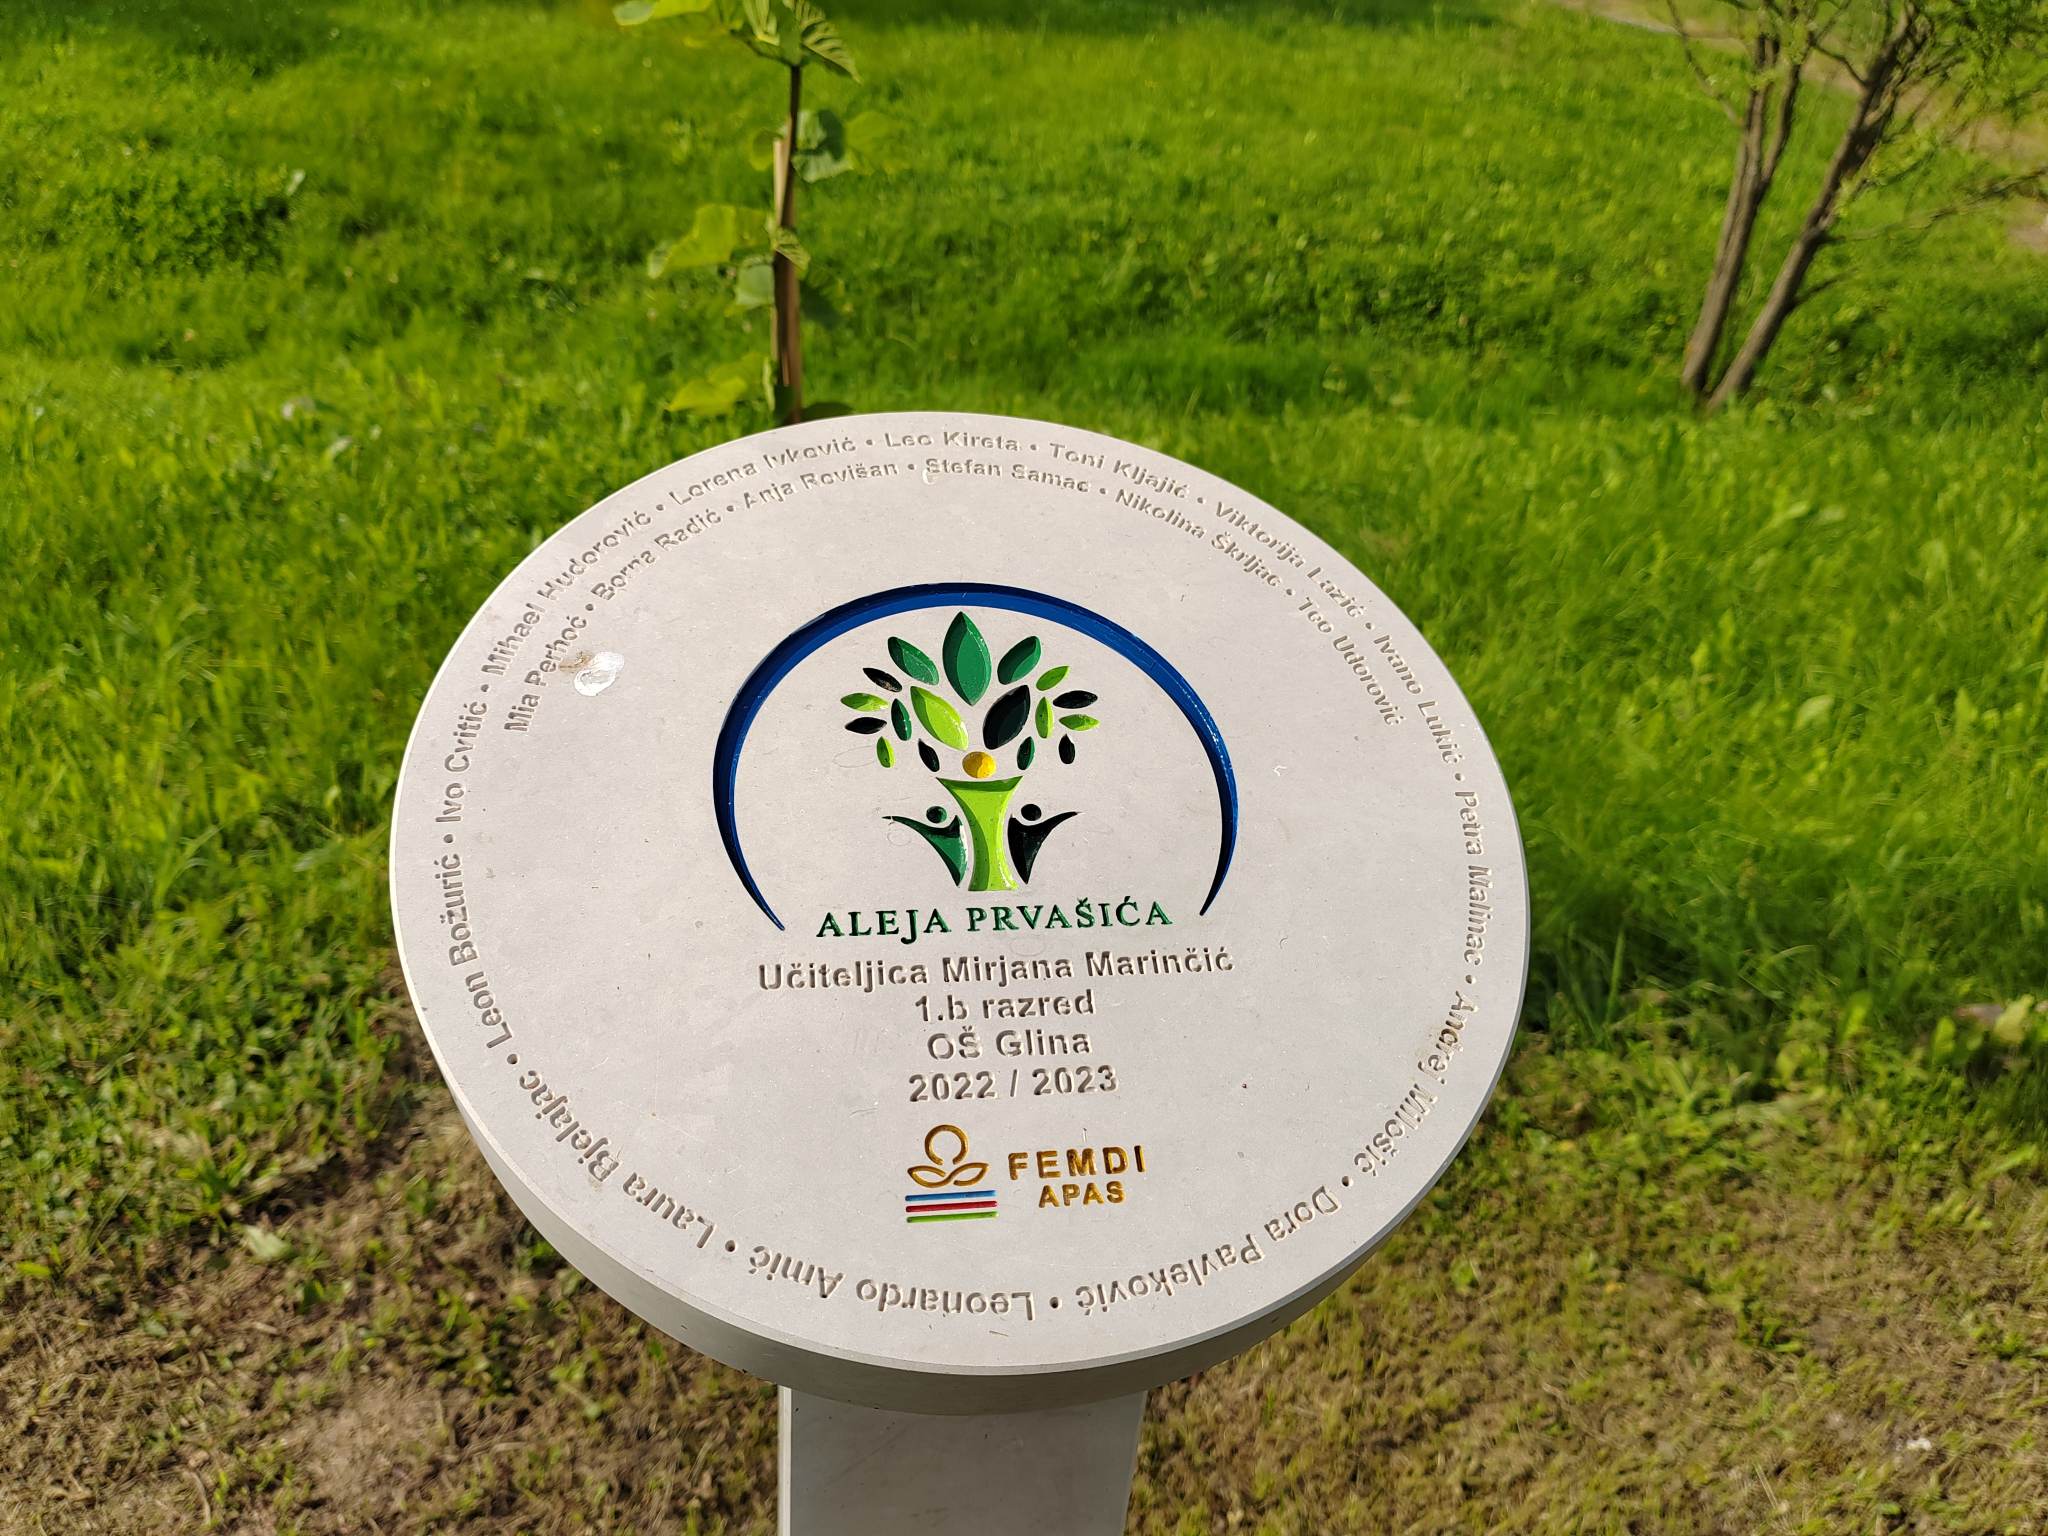 Leonardo Amić • Laura Bjelajac • Leon Božurić • Ivo Cvitić • Mihael Hudorović • Lorena Ivković • Leo Kireta • Toni Kljajić • Viktorija Lazić • Ivano Lukić • Petra Malinac • Andrej Milošić • Dora Pavleković •
Mia Perhoč • Borna Radić • Anja Rovišan • Stefan Samac • Nikolina Škrljac • Teo Udorović
ALEJA PRVAŠIĆA
Učiteljica Mirjana Marinčić
1.b razred
OŠ Glina
2022 / 2023
FEMDI
APAS